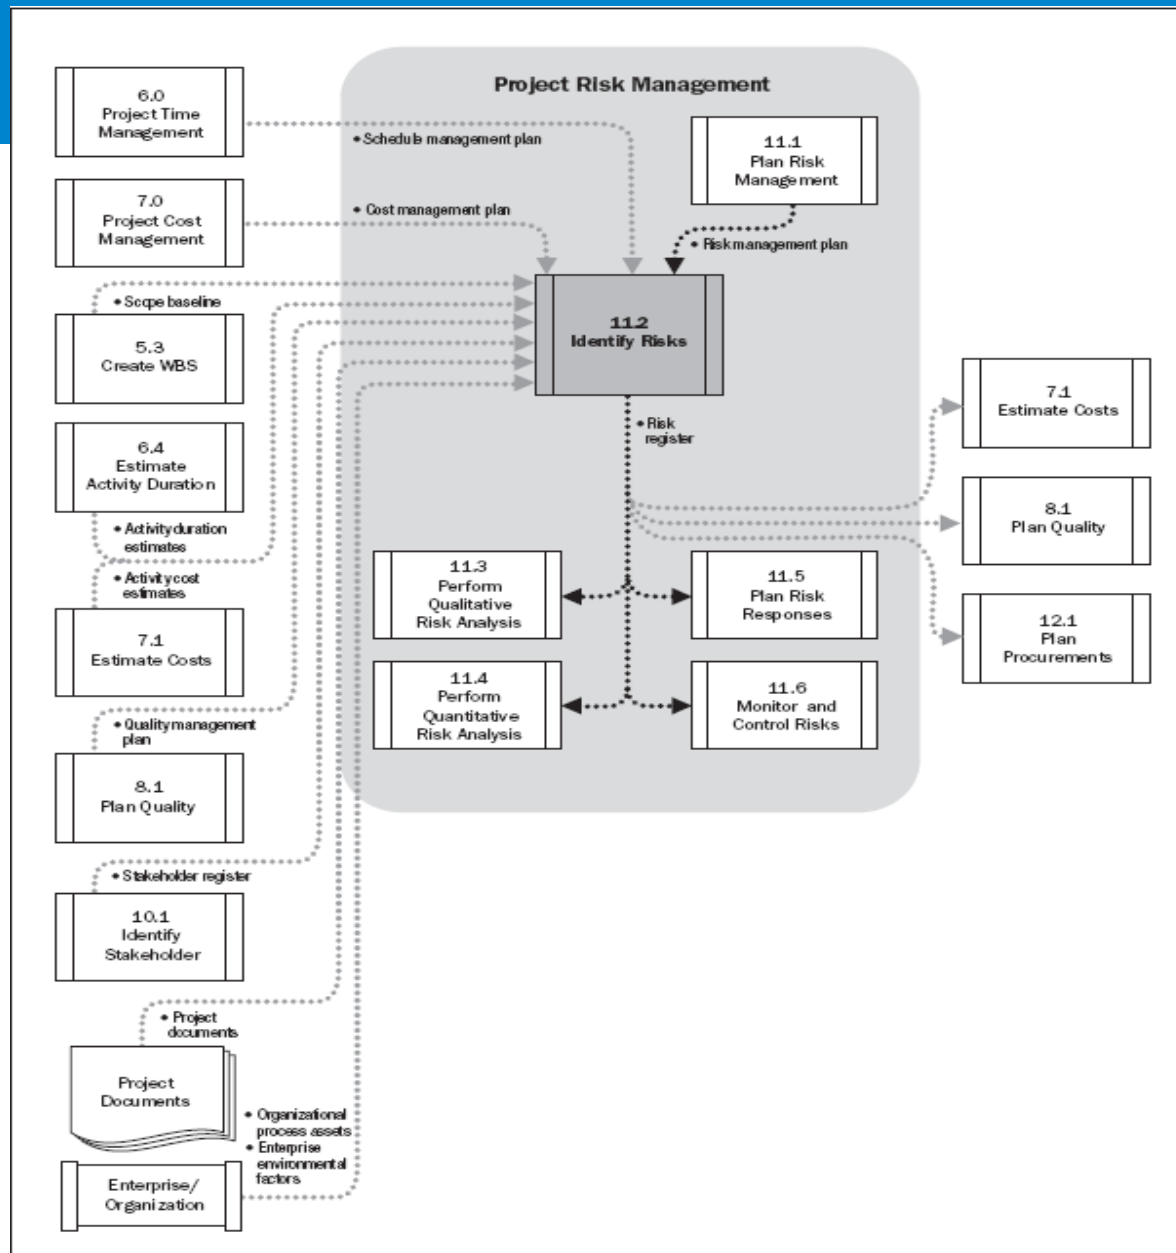 Project Risk Management
6.0
Project Time
Management
• Schedule management plan
11.1
Plan Risk
Management
7.0
Project Cost
Management
• Cost management plan
• Risk management plan
• Scope baseline
5.3
Create WBS
11.2
Identify Risks
• Risk
register
7.1
Estimate Costs
6.4
Estimate
Activity Duration
• Activity duration
estimates
8.1
Plan Quality
• Activity cost
estimates
7.1
Estimate Costs
11.3
Perform
Qualitative
Risk Analysis
11.5
Plan Risk
Responses
12.1
Plan
Procurements
11.4
Perform
Quantitative
Risk Analysis
11.6
Monitor and
Control Risks
• Quality management
plan
8.1
Plan Quality
• Stakeholder register
10.1
Identify
Stakeholder
• Project
documents
Project
Documents
• Organizational
process assets
• Enterprise
environmental
factors
Enterprise/
Organization